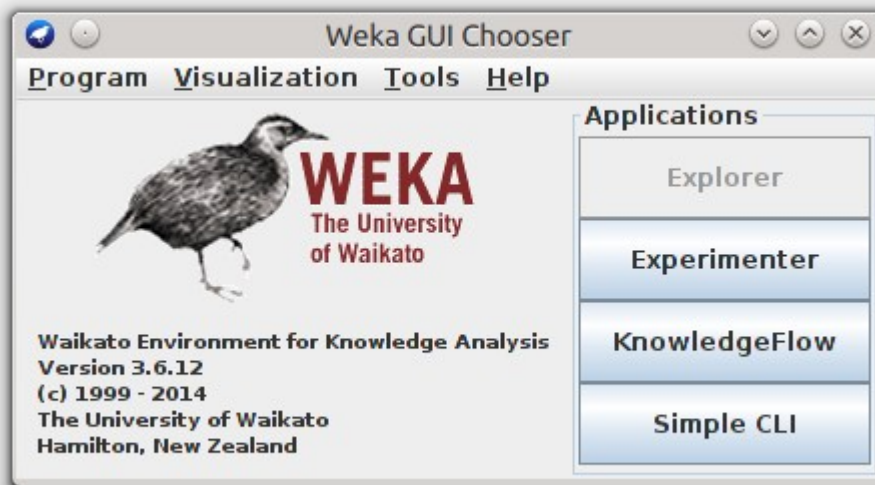 Weka GUI Chooser
Program Visualization Tools Help
WEKA
The University
of Waikato
Waikato Environment for Knowledge Analysis
Version 3.6.12
(c) 1999 - 2014
The University of Waikato
Hamilton, New Zealand
Applications
Explorer
Experimenter
KnowledgeFlow
Simple CLI